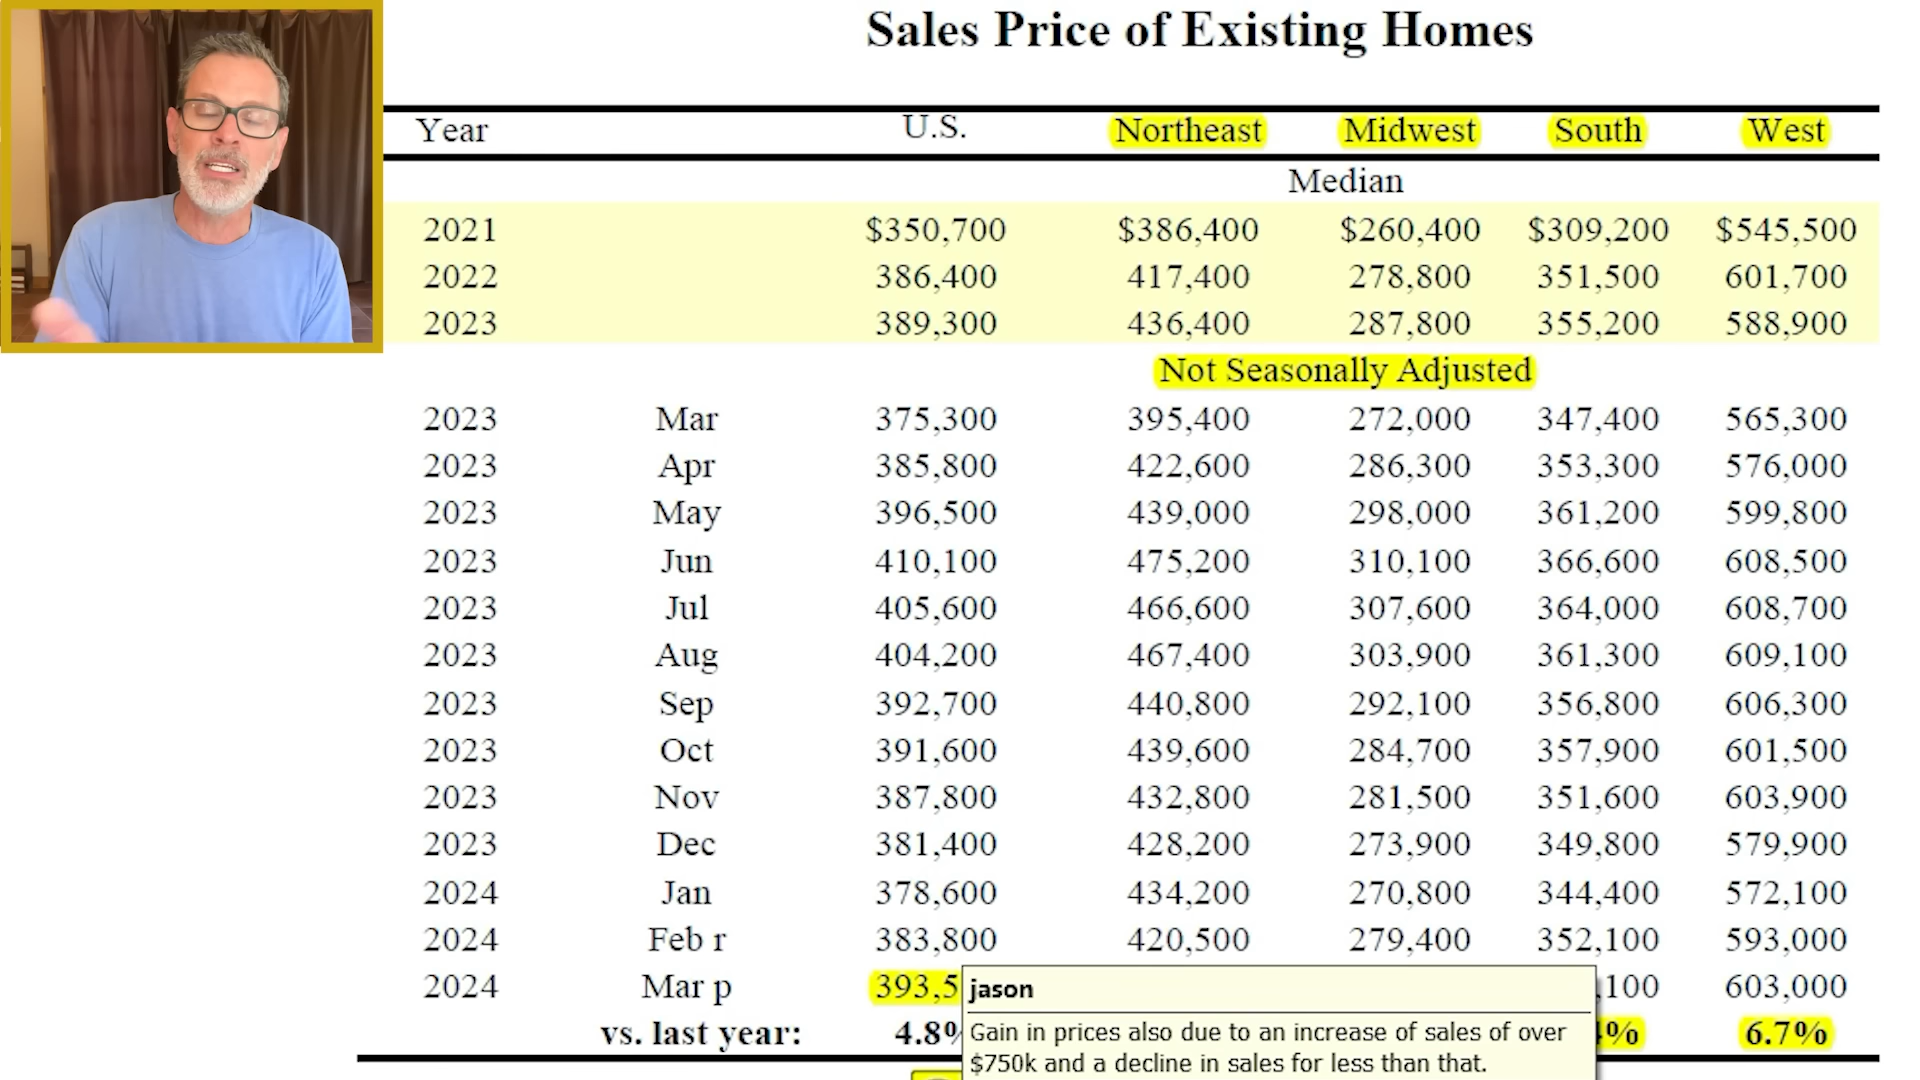 Sales Price of Existing Homes
Year U.S. Northeast Midwest South West
Median
2021 $350,700 $386,400 $260,400 $309,200 $545,500
2022 386,400 417,400 278,800 351,500 601,700
2023 389,300 436,400 287,800 355,200 588,900
Not Seasonally Adjusted
2023 Mar 375,300 395,400 272,000 347,400 565,300
2023 Apr 385,800 422,600 286,300 353,300 576,000
2023 May 396,500 439,000 298,000 361,200 599,800
2023 Jun 410,100 475,200 310,100 366,600 608,500
2023 Jul 405,600 466,600 307,600 364,000 608,700
2023 Aug 404,200 467,400 303,900 361,300 609,100
2023 Sep 392,700 440,800 292,100 356,800 606,300
2023 Oct 391,600 439,600 284,700 357,900 601,500
2023 Nov 387,800 432,800 281,500 351,600 603,900
2023 Dec 381,400 428,200 273,900 349,800 579,900
2024 Jan 378,600 434,200 270,800 344,400 572,100
2024 Feb r 383,800 420,500 279,400 352,100 593,000
2024 Mar p 393,5 ,100 603,000
vs. last year: 4.8% 4% 6.7%
jason
Gain in prices also due to an increase of sales of over
$750k and a decline in sales for less than that.